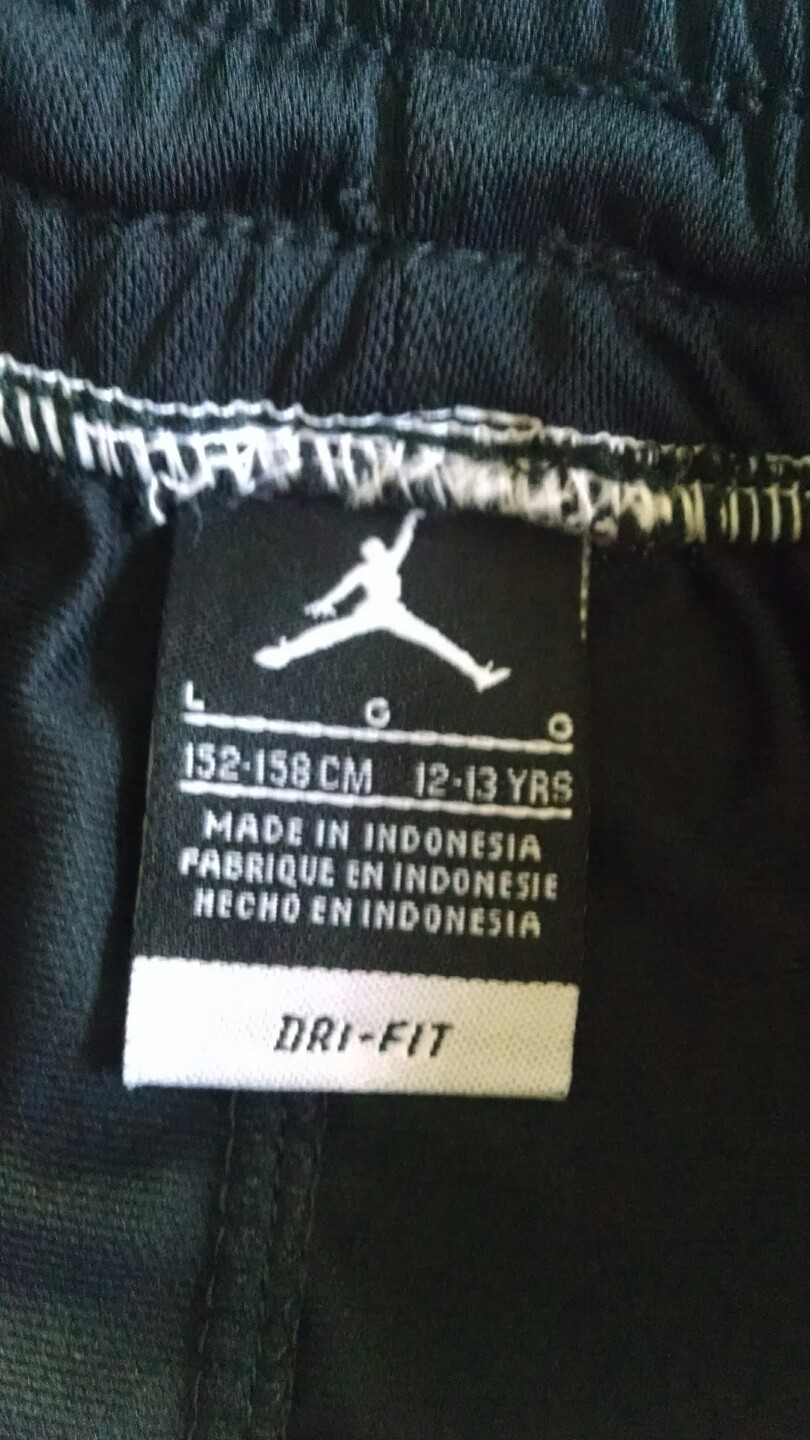 L G G
152-158 CM 12-13 YRS
MADE IN INDONESIA
FABRIQUE EN INDONESIE
HECHO EN INDONESIA
DRI-FIT